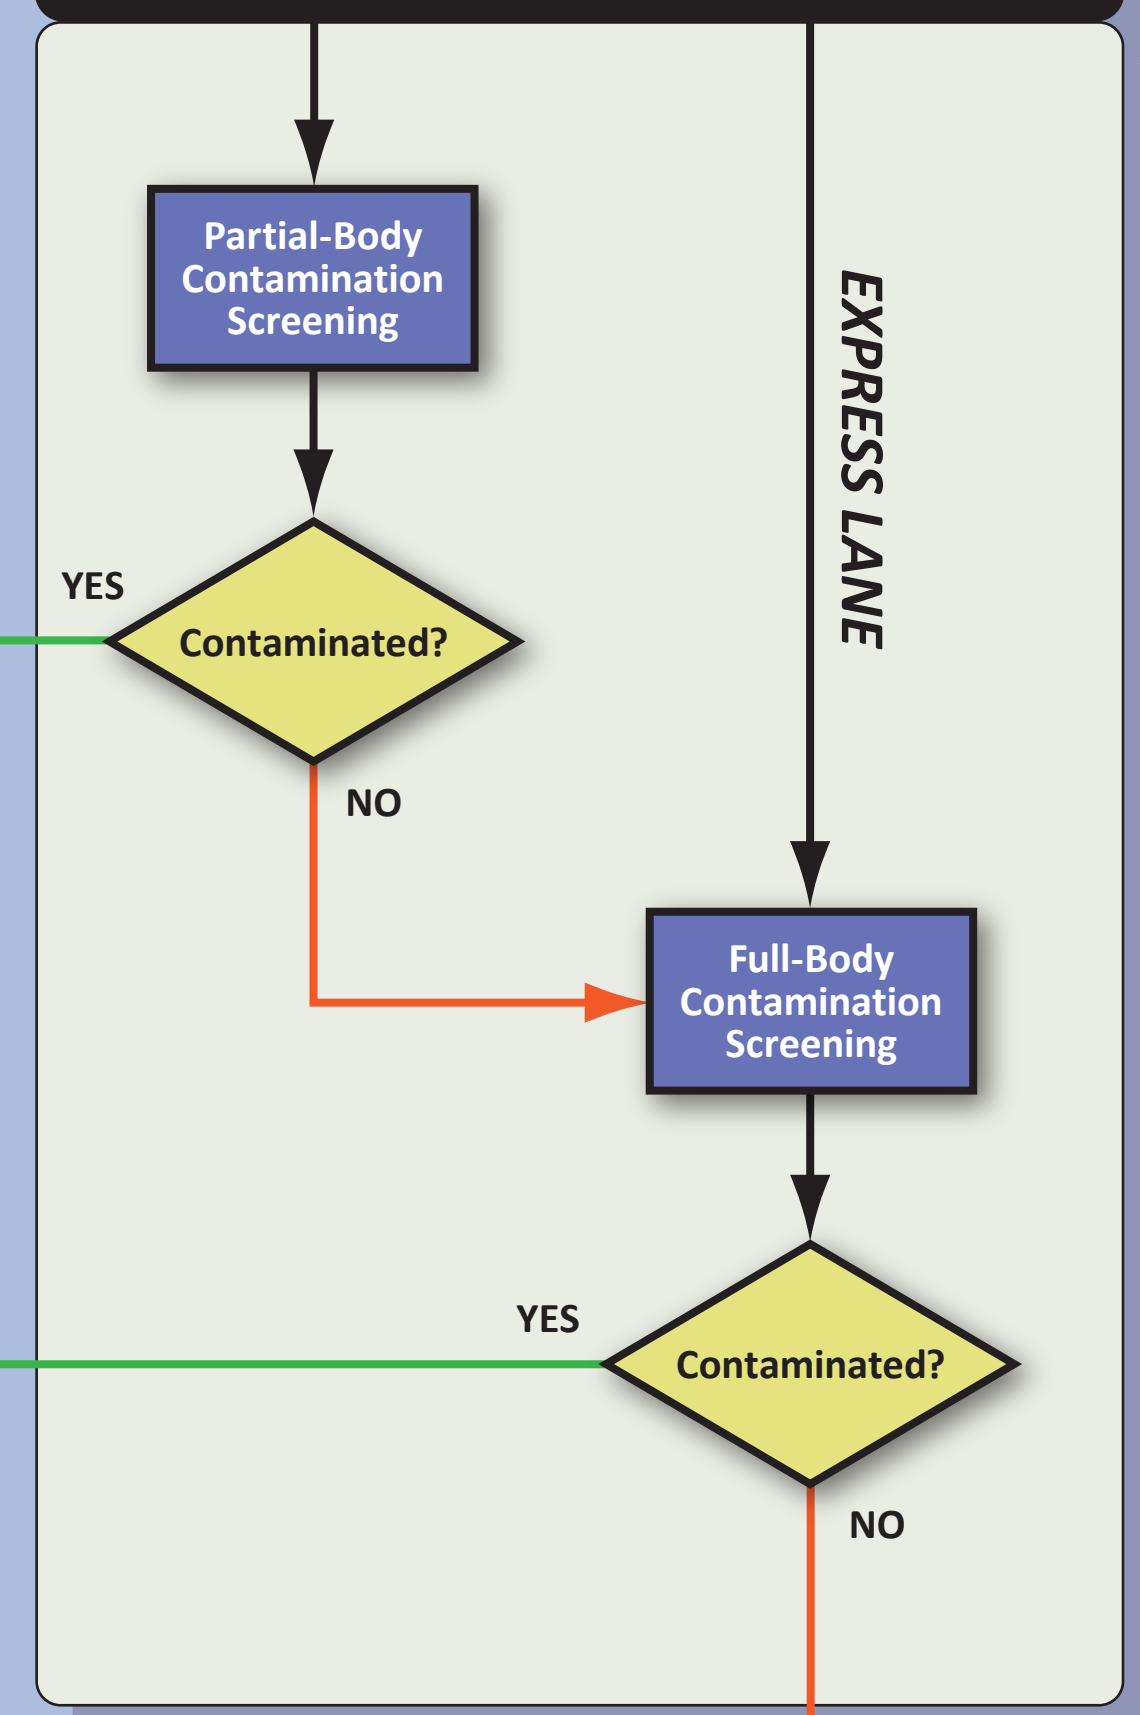 Partial-Body
Contamination
Screening
EXPRESS LANE
YES
Contaminated?
NO
Full-Body
Contamination
Screening
YES
Contaminated?
NO